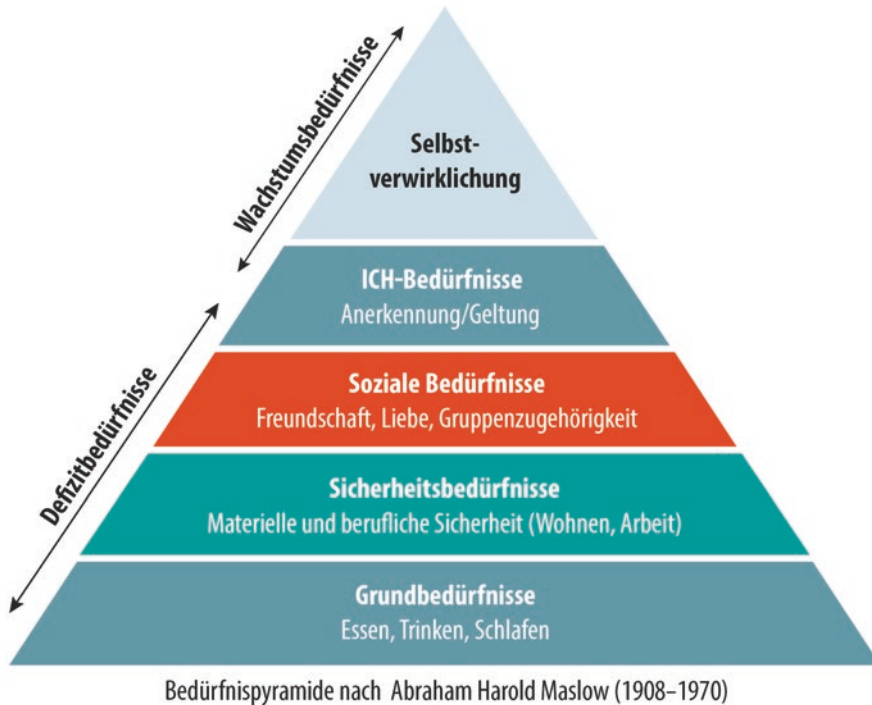 Wachstumsbedürfnisse
Defizitbedürfnisse
Selbst-
verwirklichung
ICH-Bedürfnisse
Anerkennung/Geltung
Soziale Bedürfnisse
Freundschaft, Liebe, Gruppenzugehörigkeit
Sicherheitsbedürfnisse
Materielle und berufliche Sicherheit (Wohnen, Arbeit)
Grundbedürfnisse
Essen, Trinken, Schlafen
Bedürfnispyramide nach Abraham Harold Maslow (1908–1970)